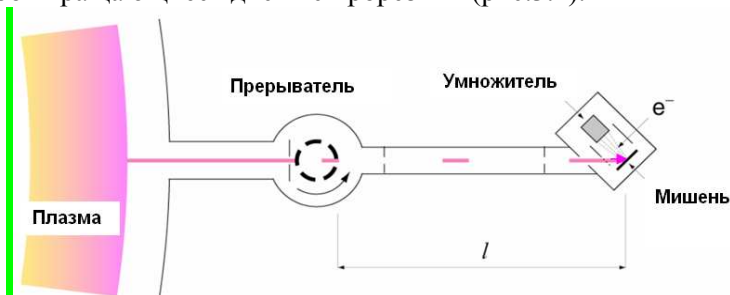 Умножитель
Прерыватель
e⁻
Мишень
Плазма
l